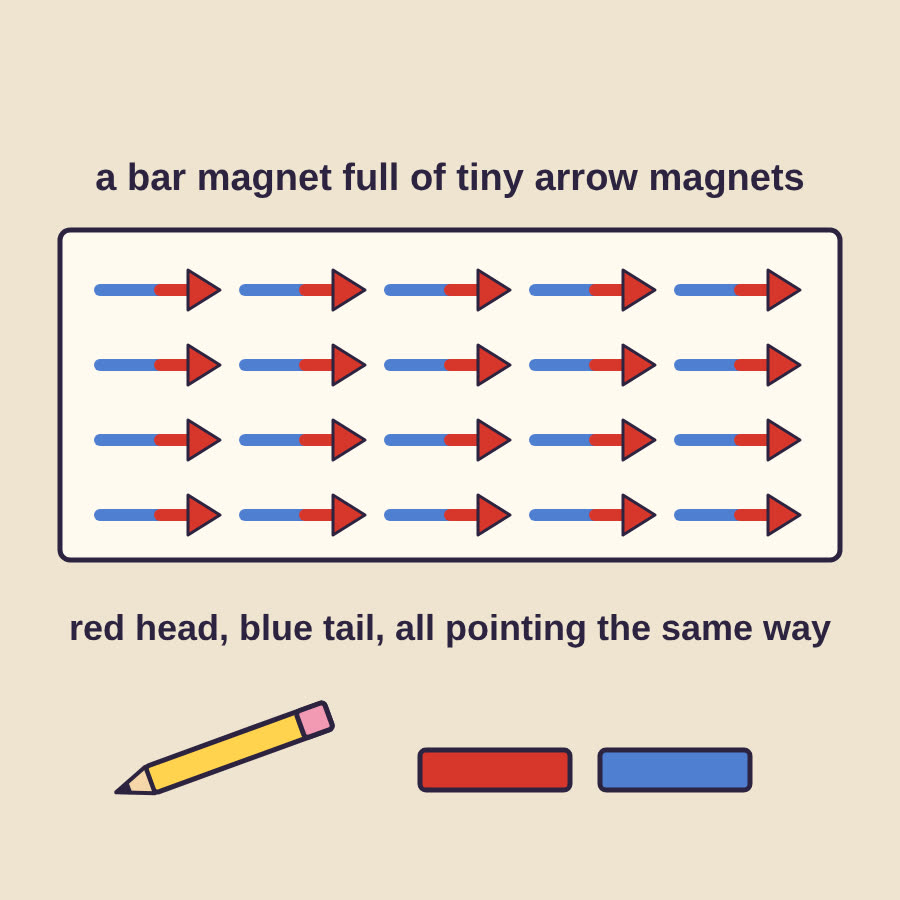 a bar magnet full of tiny arrow magnets
red head, blue tail, all pointing the same way